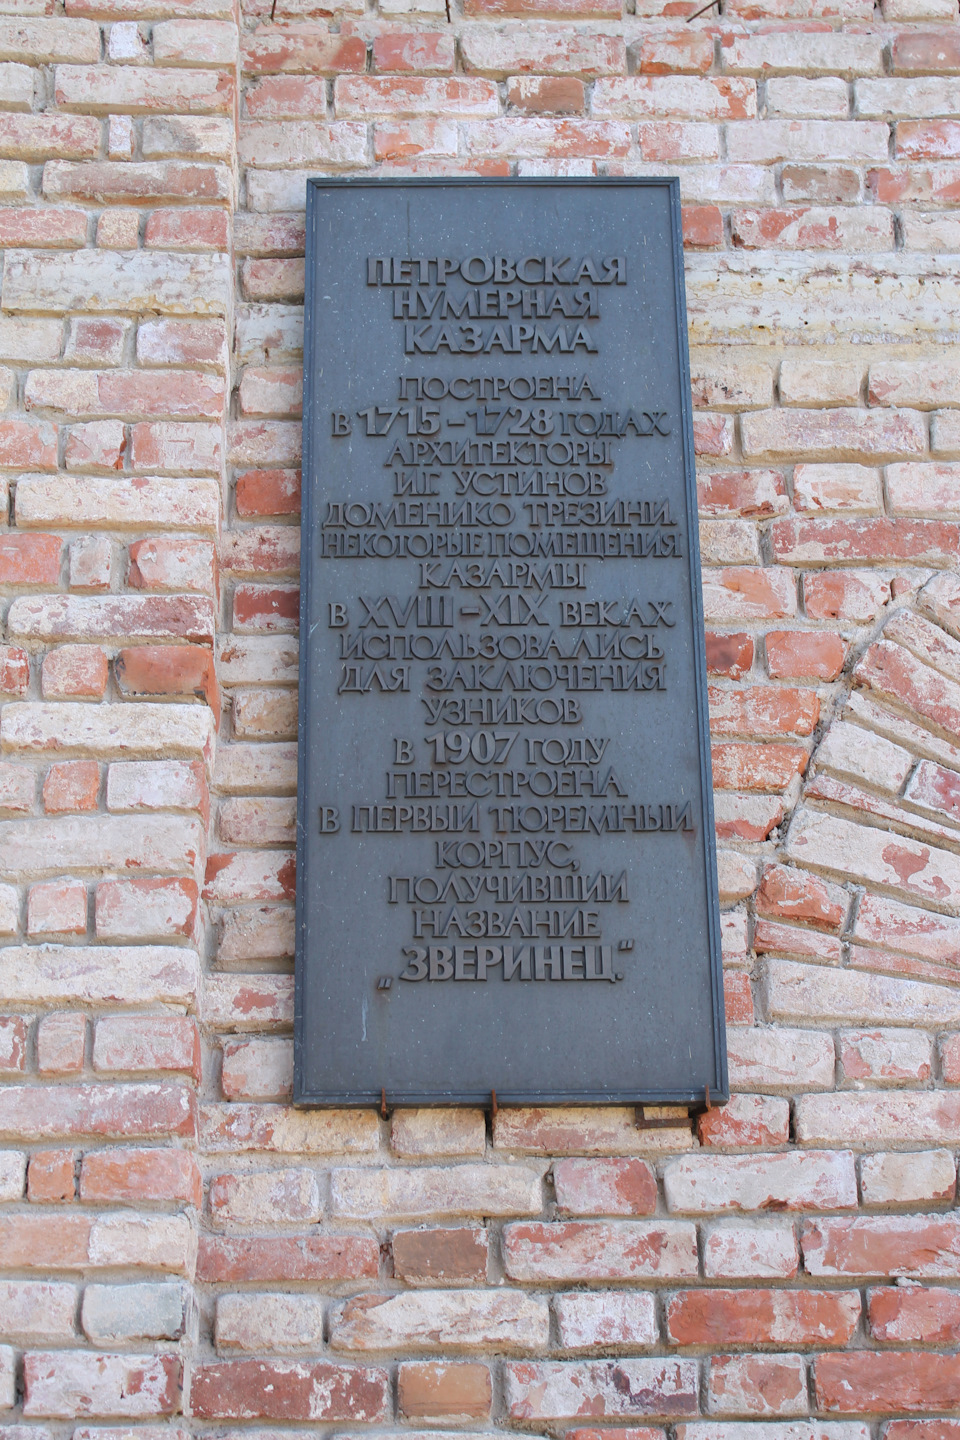 ПЕТРОВСКАЯ
НУМЕРНАЯ
КАЗАРМА
ПОСТРОЕНА
В 1715-1728 ГОДАХ
АРХИТЕКТОРЫ
ИГ УСТИНОВ
ДОМЕНИКО ТРЕЗИНИ
НЕКОТОРЫЕ ПОМЕЩЕНИЯ
КАЗАРМЫ
В XVIII-XIX ВЕКАХ
ИСПОЛЬЗОВАЛИСЬ
ДЛЯ ЗАКЛЮЧЕНИЯ
УЗНИКОВ
В 1907 ГОДУ
ПЕРЕСТРОЕНА
В ПЕРВЫЙ ТЮРЕМНЫЙ
КОРПУС,
ПОЛУЧИВШИЙ
НАЗВАНИЕ
„ЗВЕРИНЕЦ"